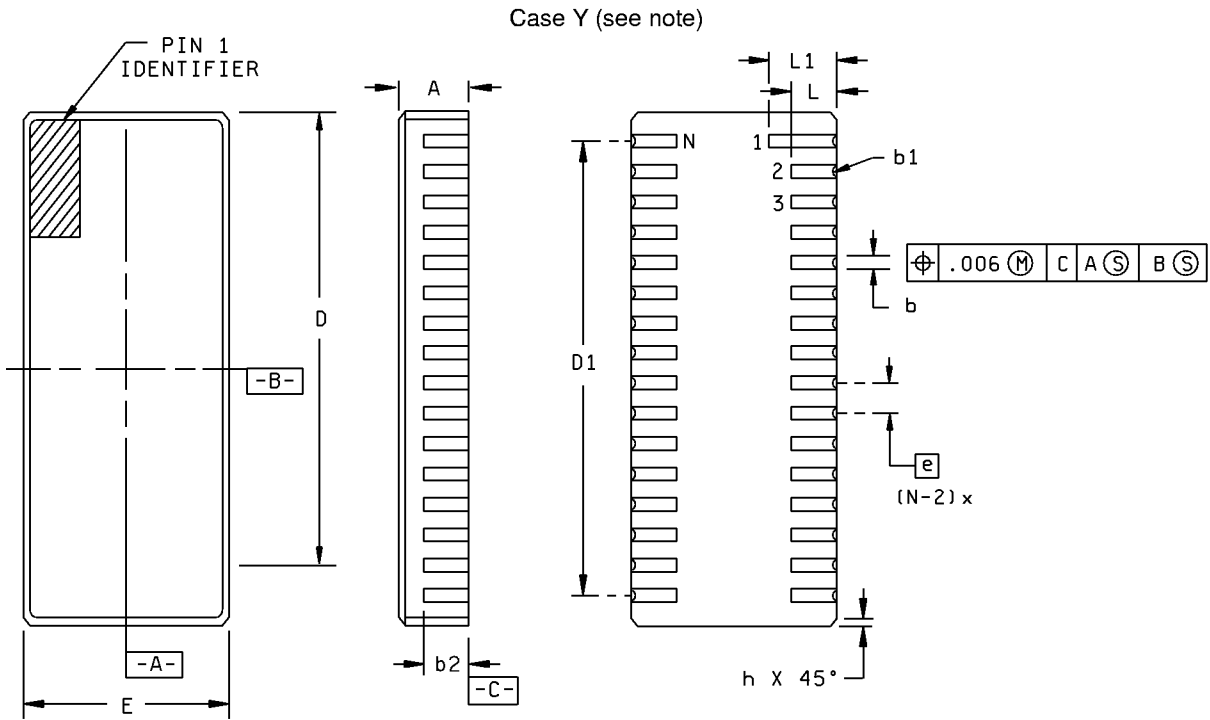 Case Y (see note)
PIN 1
IDENTIFIER
A
L1
L
N
1
2
3
b1
.006 Ⓜ C A Ⓢ B Ⓢ
b
D
D1
-B-
e
(N-2) x
-A-
b2
-C-
h X 45°
E